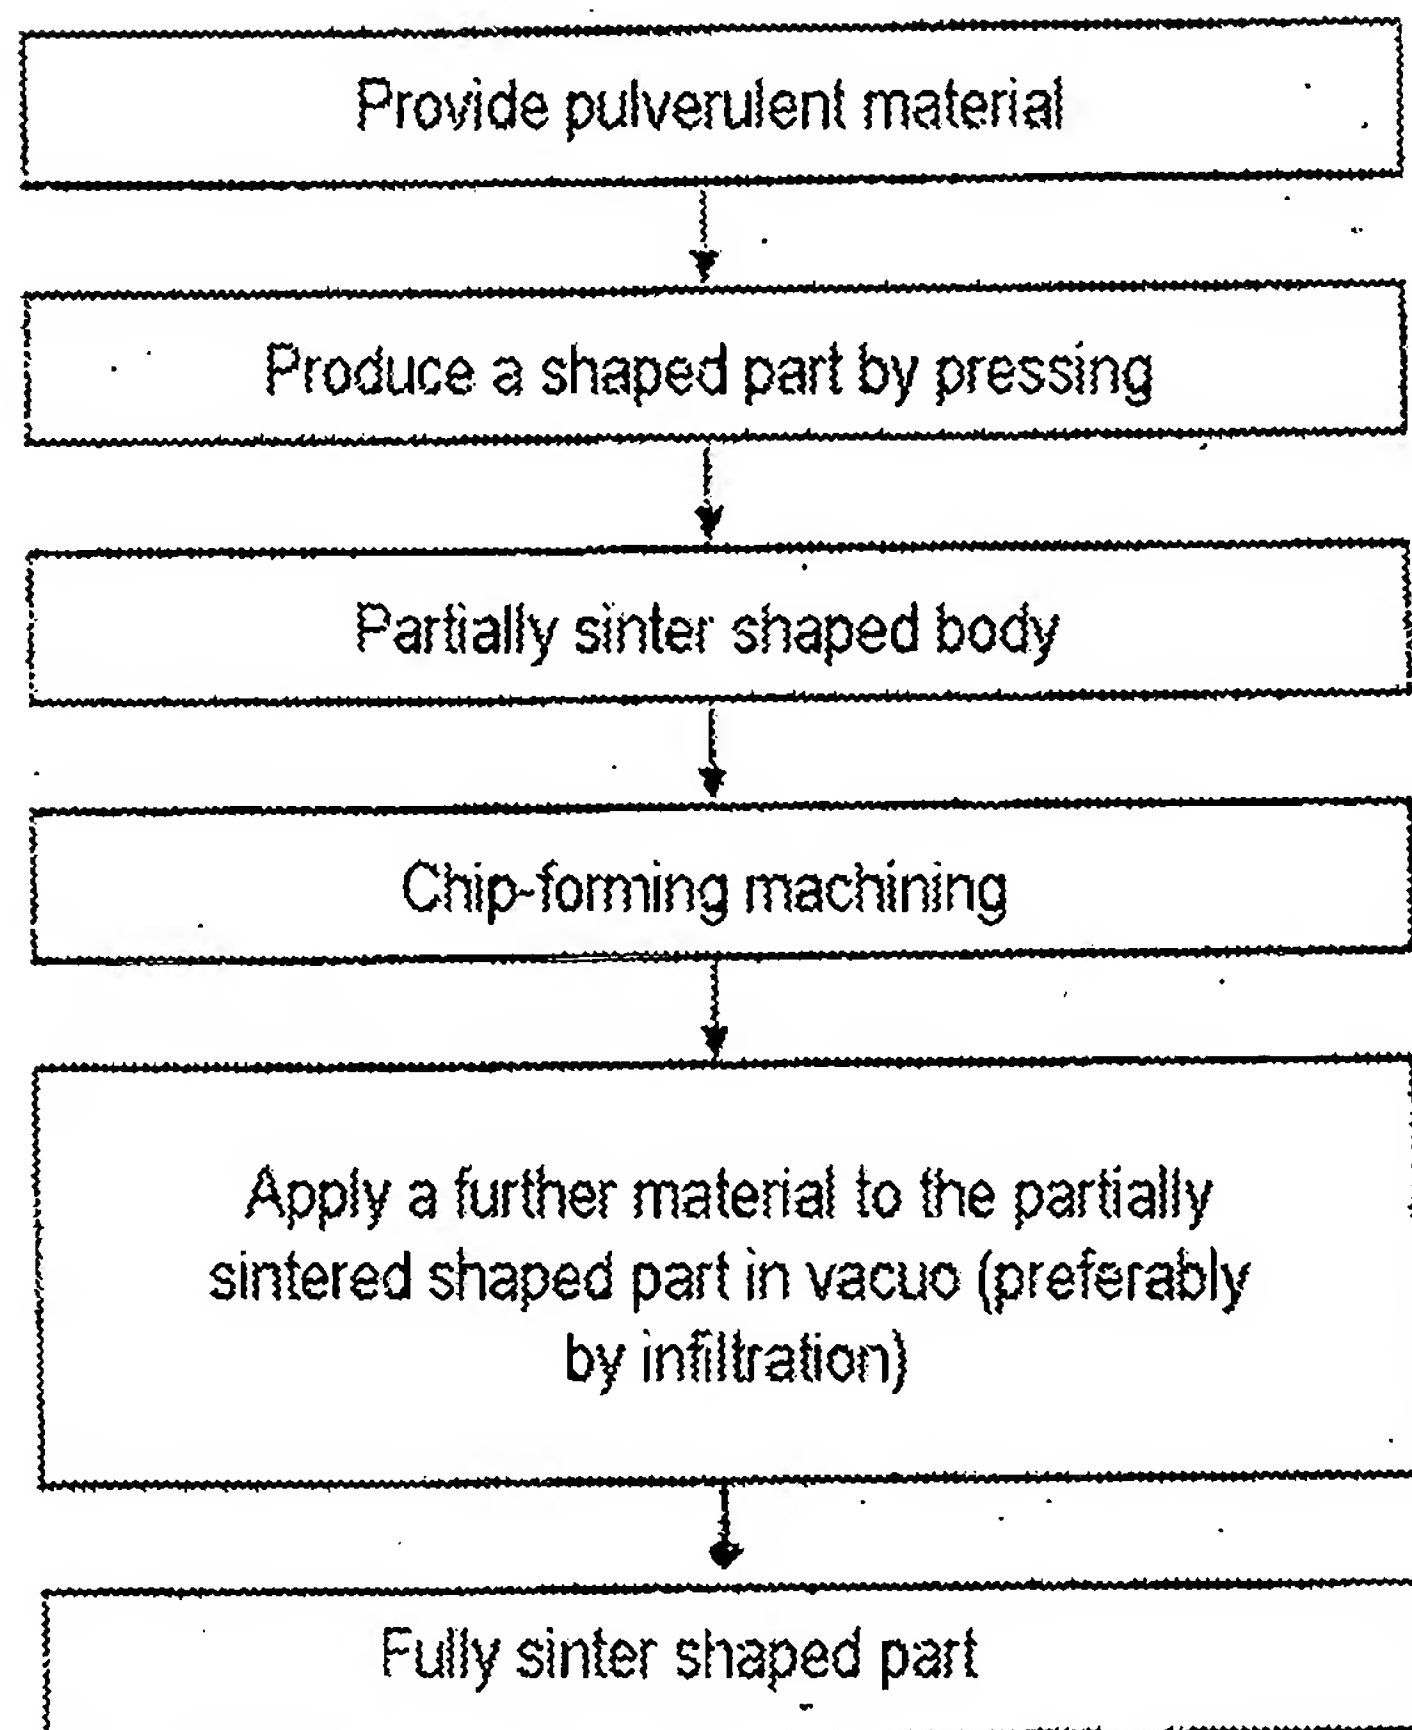 Provide pulverulent material
Produce a shaped part by pressing
Partially sinter shaped body
Chip-forming machining
Apply a further material to the partially
sintered shaped part in vacuo (preferably
by infiltration)
Fully sinter shaped part